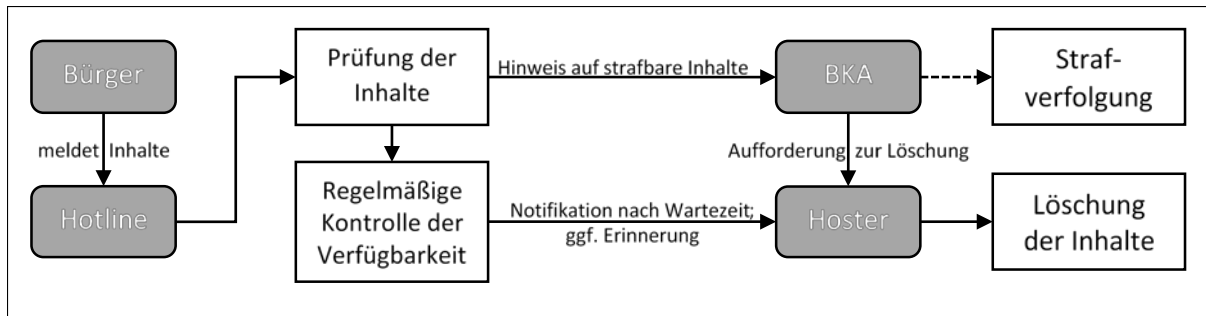 Bürger
meldet Inhalte
Hotline
Prüfung der
Inhalte
Regelmäßige
Kontrolle der
Verfügbarkeit
Hinweis auf strafbare Inhalte
Notifikation nach Wartezeit;
ggf. Erinnerung
BKA
Aufforderung zur Löschung
Hoster
Straf-
verfolgung
Löschung
der Inhalte